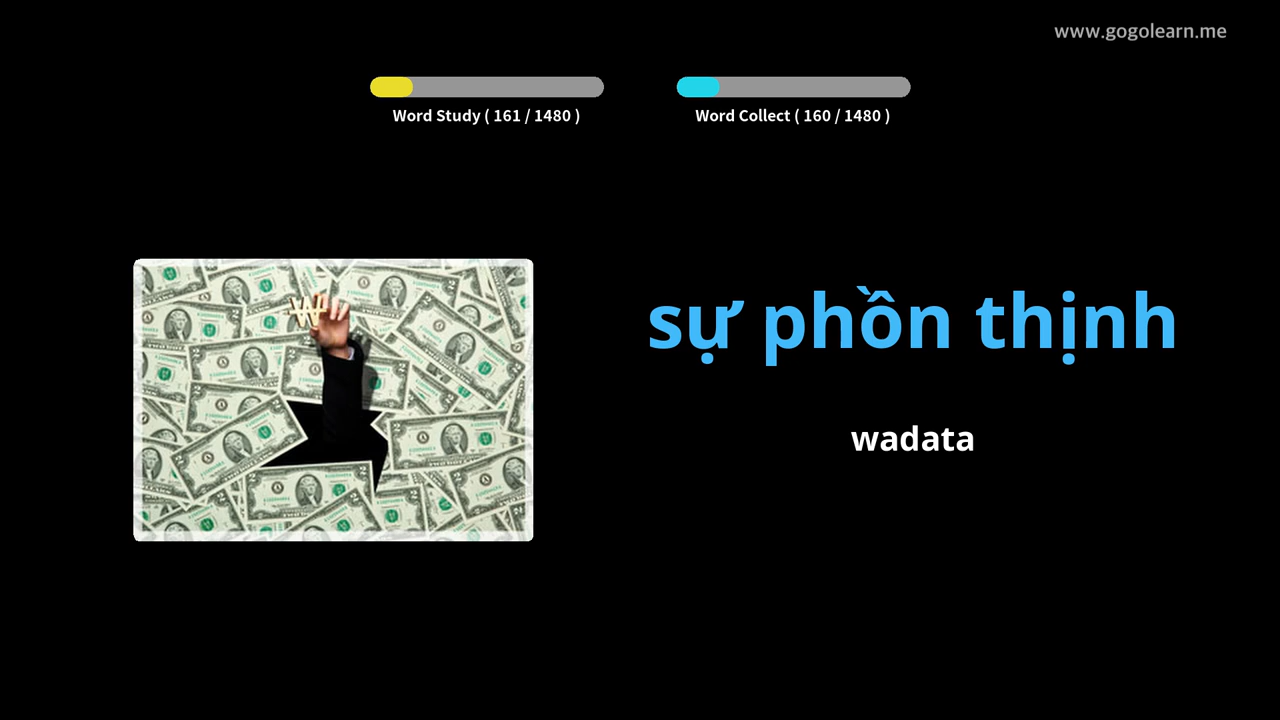 www.gogolearn.me
Word Study ( 161 / 1480 )
Word Collect ( 160 / 1480 )
sự phồn thịnh
wadata